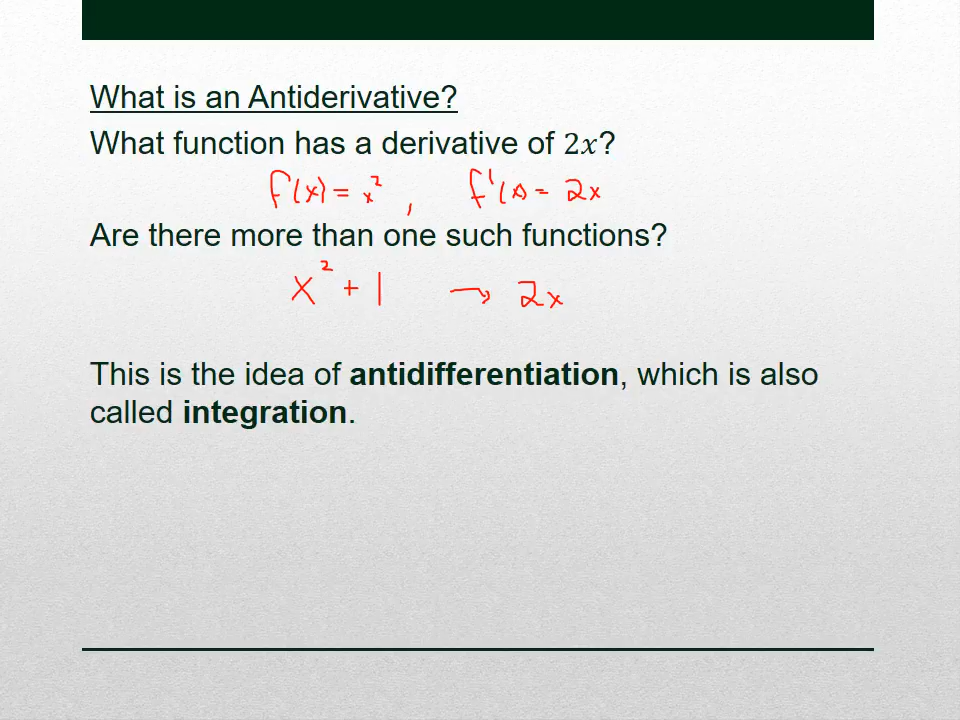 What is an Antiderivative?
What function has a derivative of 2x?
f(x) = x², f'(x) = 2x
Are there more than one such functions?
x² + 1 → 2x
This is the idea of antidifferentiation, which is also
called integration.